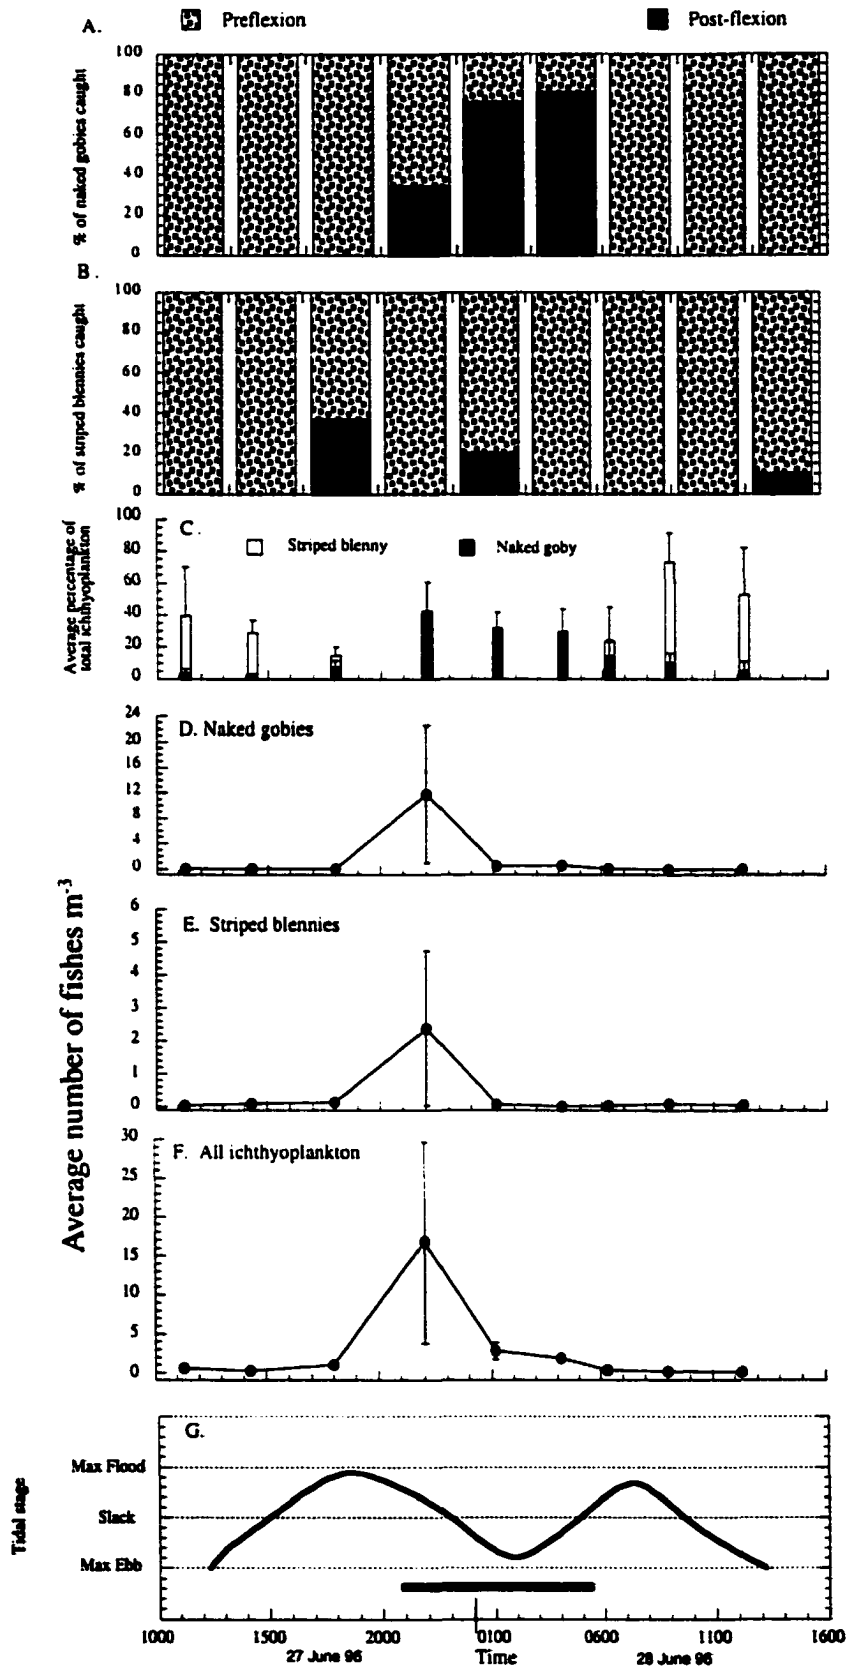 A.
Preflexion
Post-flexion
% of naked gobies caught
100
80
60
40
20
0
B.
% of striped blennies caught
100
80
60
40
20
0
C.
Striped blenny
Naked goby
Average percentage of
total ichthyoplankton
100
80
60
40
20
0
Average number of fishes m-3
D. Naked gobies
24
20
16
12
8
4
0
E. Striped blennies
6
5
4
3
2
1
0
F. All ichthyoplankton
30
25
20
15
10
5
0
G.
Tidal stage
Max Flood
Slack
Max Ebb
1000 1500 2000 0100 0600 1100 1600
27 June 96 Time 28 June 96